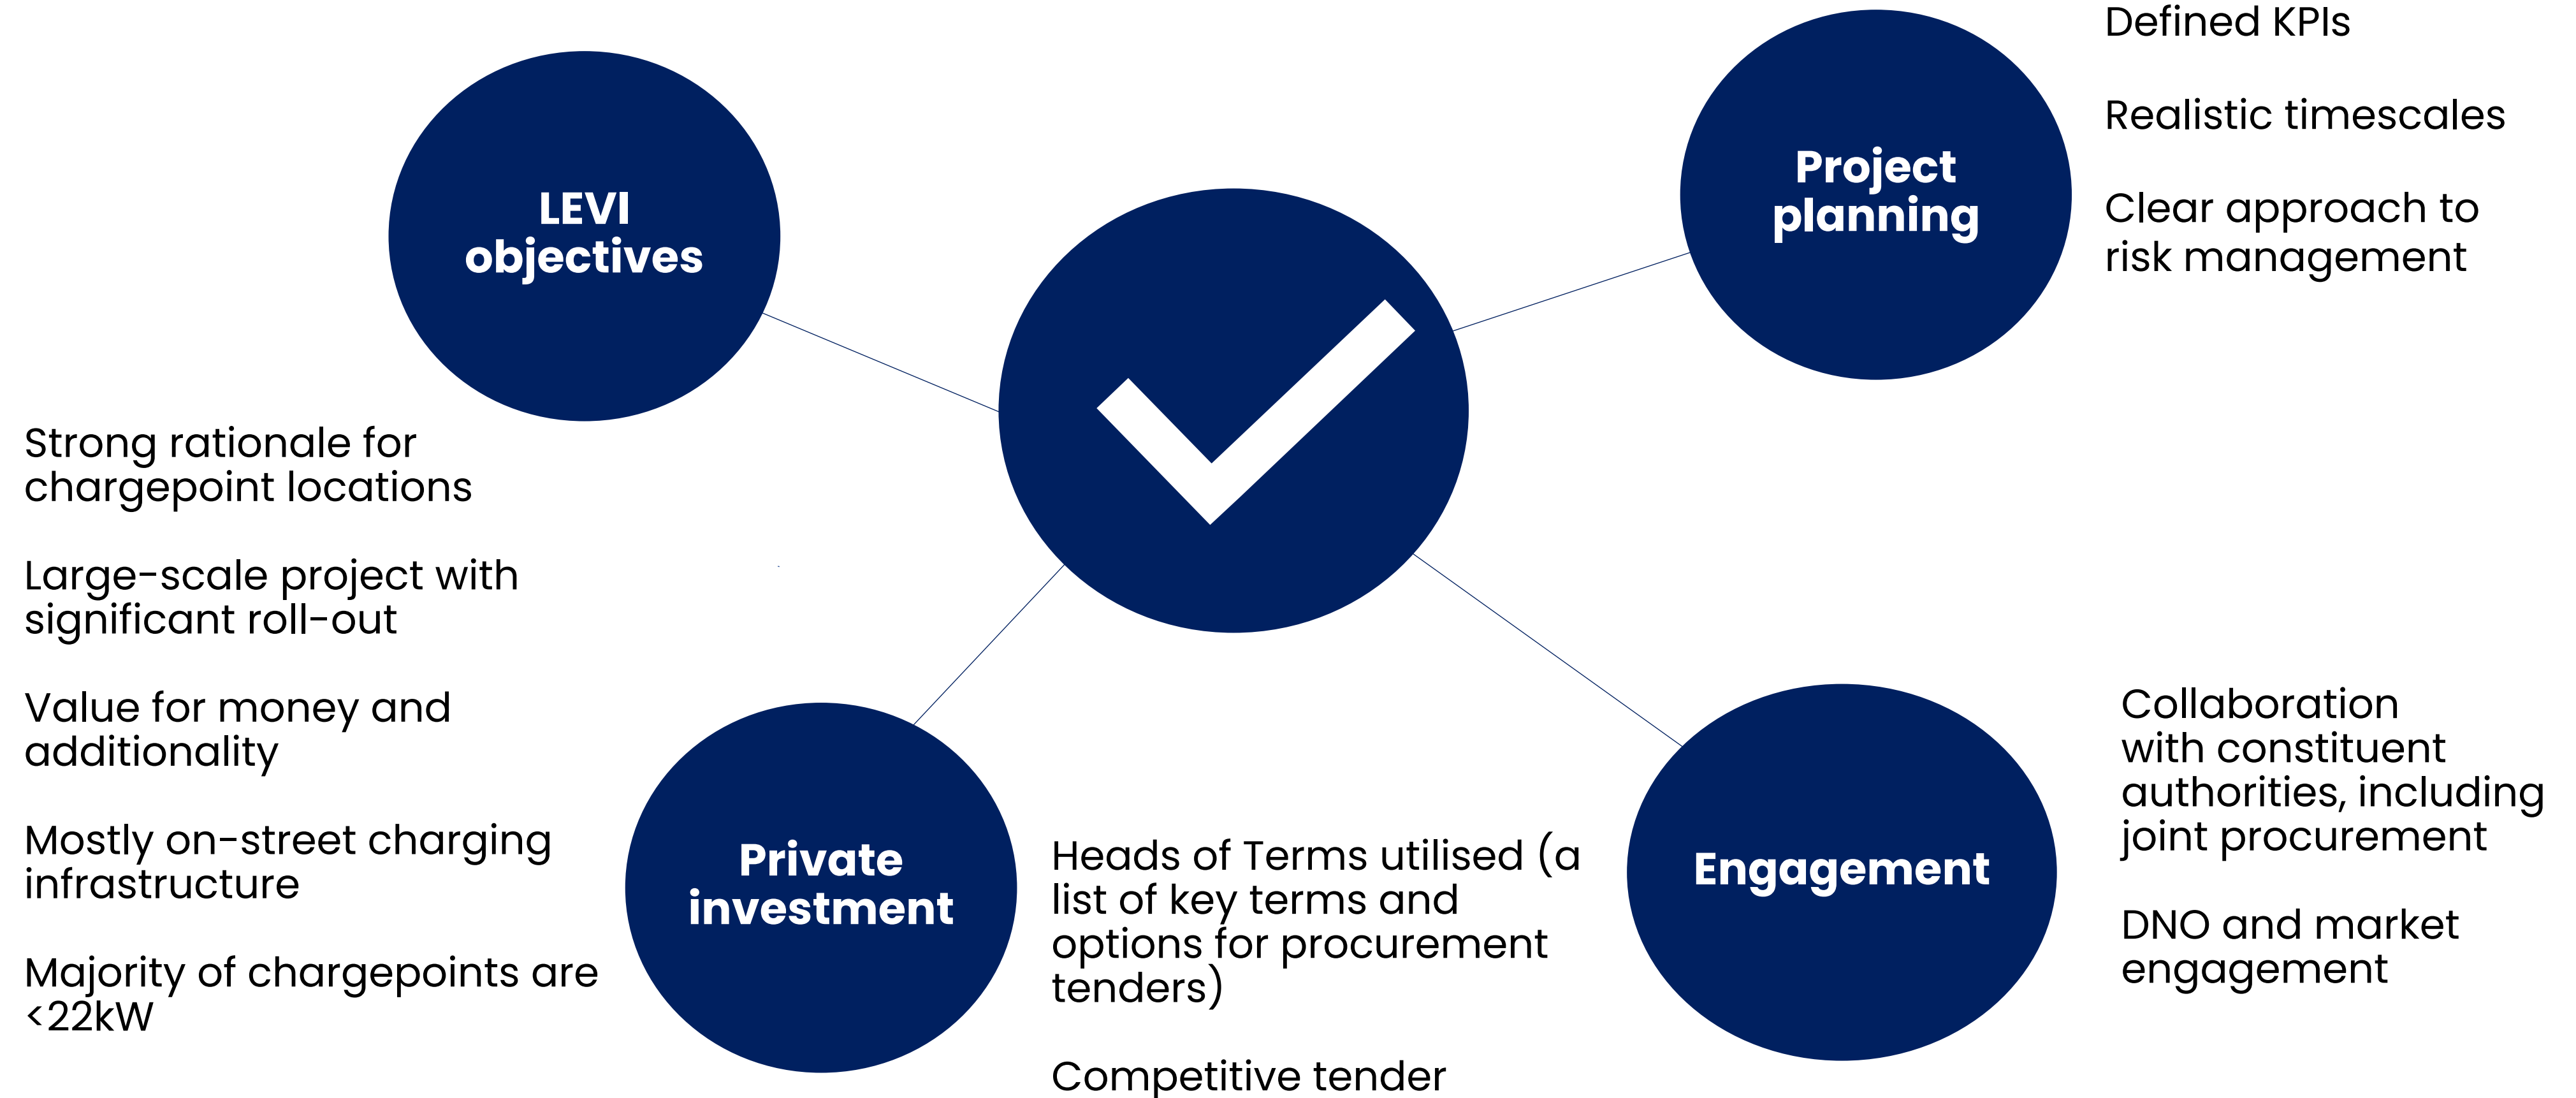 LEVI
objectives
Strong rationale for
chargepoint locations
Large-scale project with
significant roll-out
Value for money and
additionality
Mostly on-street charging
infrastructure
Majority of chargepoints are
<22kW
Project
planning
Defined KPIs
Realistic timescales
Clear approach to
risk management
Private
investment
Heads of Terms utilised (a
list of key terms and
options for procurement
tenders)
Competitive tender
Engagement
Collaboration
with constituent
authorities, including
joint procurement
DNO and market
engagement